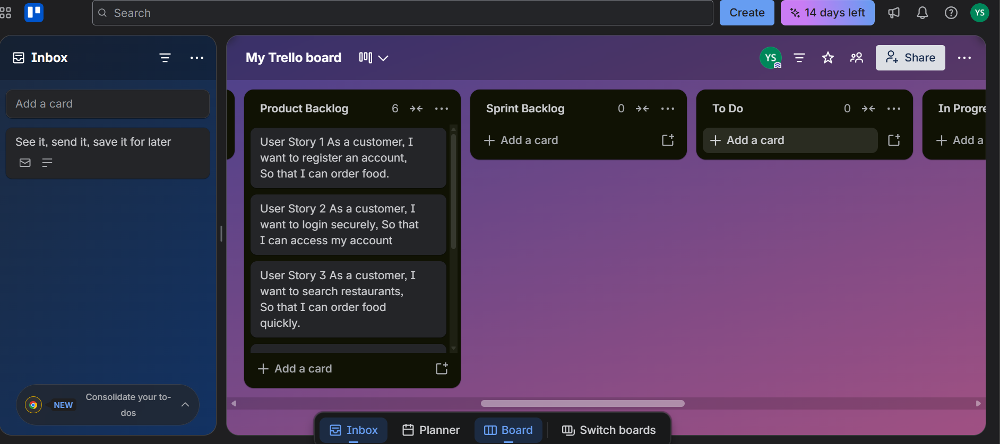 Search
Create
14 days left
YS
Inbox
Add a card
See it, send it, save it for later
NEW
Consolidate your to-
dos
My Trello board
YS
Share
Product Backlog 6
User Story 1 As a customer, I
want to register an account,
So that I can order food.
User Story 2 As a customer, I
want to login securely, So that
I can access my account
User Story 3 As a customer, I
want to search restaurants,
So that I can order food
quickly.
Add a card
Sprint Backlog 0
Add a card
To Do 0
Add a card
In Progre
Add a
Inbox
Planner
Board
Switch boards